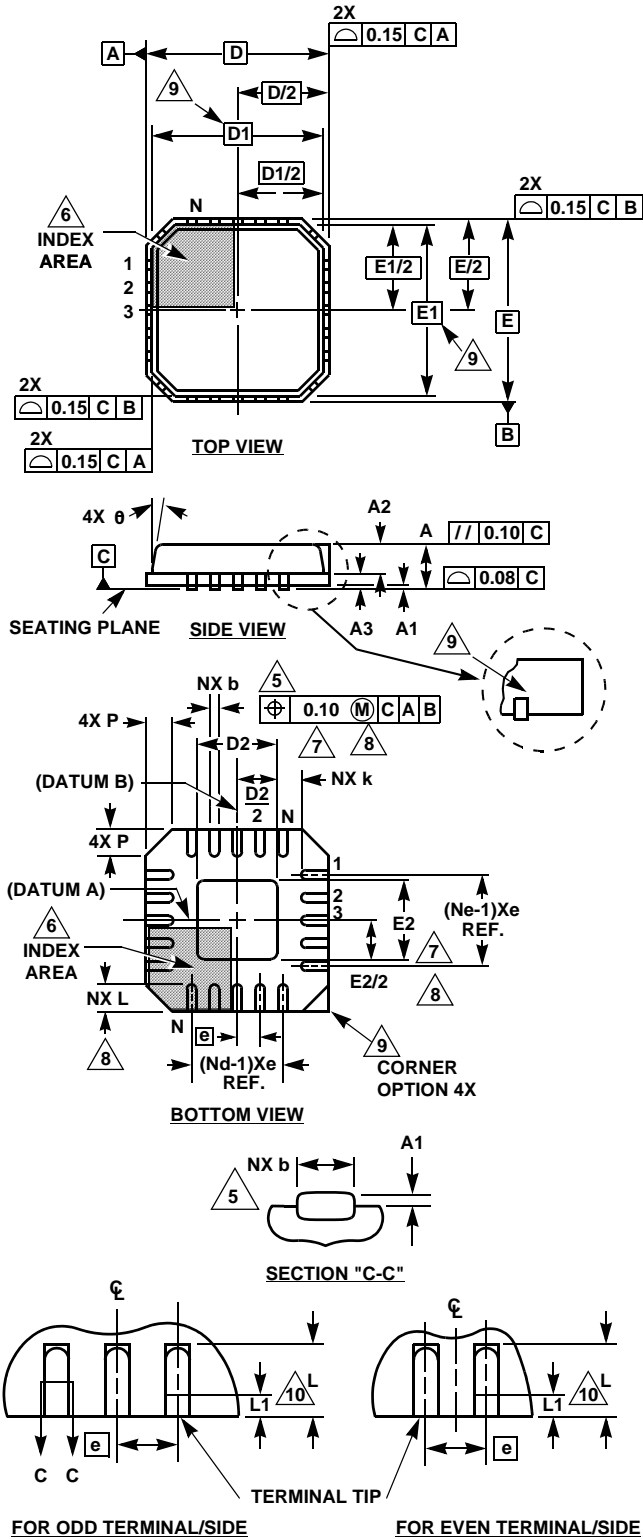 2X
0.15 C A
A
D
D/2
9
D1
D1/2
2X
0.15 C B
6
INDEX
AREA
N
1
2
3
E1/2
E/2
E1
E
9
2X
0.15 C B
B
2X
0.15 C A
TOP VIEW
4X θ
A2
A
// 0.10 C
C
0.08 C
SEATING PLANE
SIDE VIEW
A3
A1
9
NX b
5
⌖ 0.10 Ⓜ C A B
4X P
D2
7
8
(DATUM B)
D2
2
N
NX k
4X P
1
2
3
(DATUM A)
(Ne-1)Xe
REF.
6
INDEX
AREA
E2
7
E2/2
8
NX L
N
e
8
9
CORNER
OPTION 4X
(Nd-1)Xe
REF.
BOTTOM VIEW
NX b
A1
5
SECTION "C-C"
C L
C L
L
10
L1
L
10
L1
e
e
C C
TERMINAL TIP
FOR ODD TERMINAL/SIDE
FOR EVEN TERMINAL/SIDE